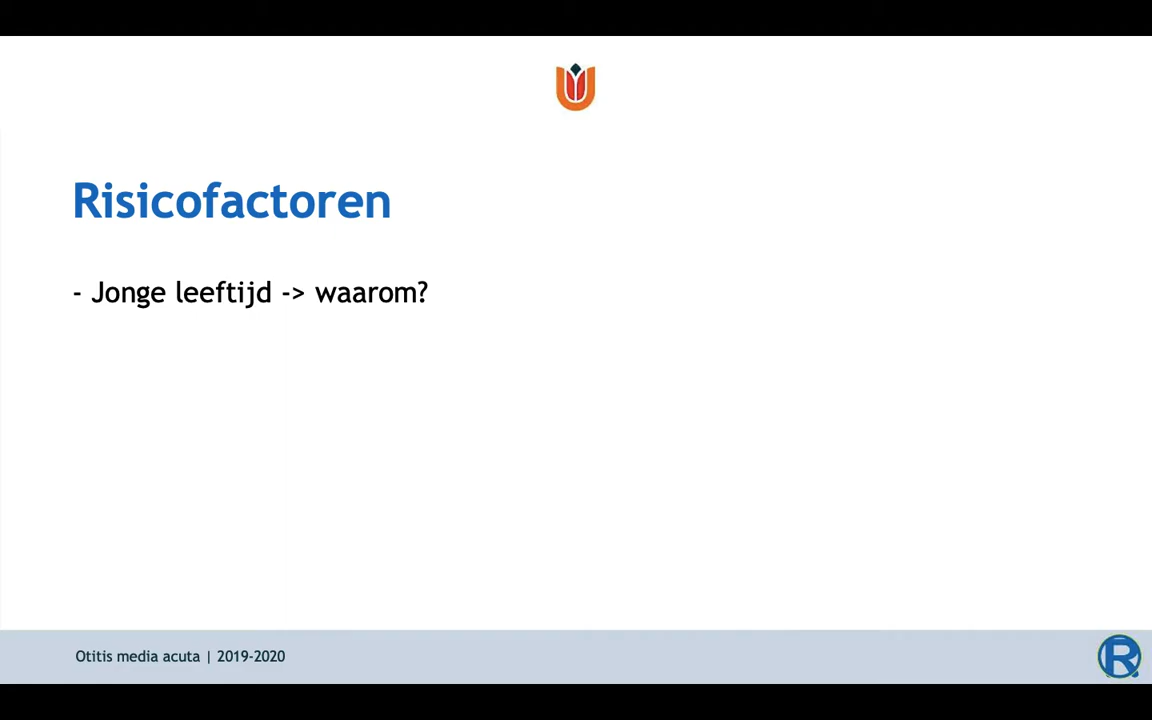 Risicofactoren
- Jonge leeftijd -> waarom?
Otitis media acuta | 2019-2020
R